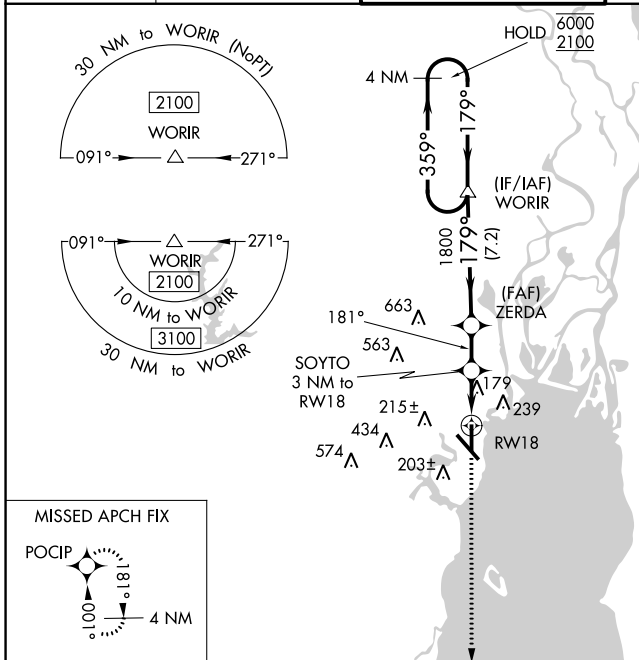 30 NM to WORIR (NoPT)
2100
WORIR
091°
271°
091°
271°
WORIR
2100
10 NM to WORIR
3100
30 NM to WORIR
HOLD
6000
2100
4 NM
359°
179°
(IF/IAF)
WORIR
1800
179°
(7.2)
(FAF)
ZERDA
663
181°
563
SOYTO
3 NM to
RW18
179
239
215±
434
RW18
574
203±
MISSED APCH FIX
POCIP
181°
001°
4 NM